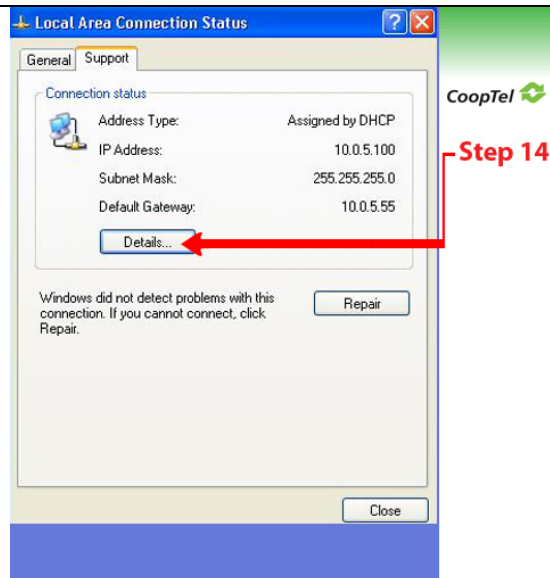 Local Area Connection Status
General Support
Connection status
Address Type: Assigned by DHCP
IP Address: 10.0.5.100
Subnet Mask: 255.255.255.0
Default Gateway: 10.0.5.55
Details...
Windows did not detect problems with this
connection. If you cannot connect, click
Repair.
Repair
Close
CoopTel
Step 14